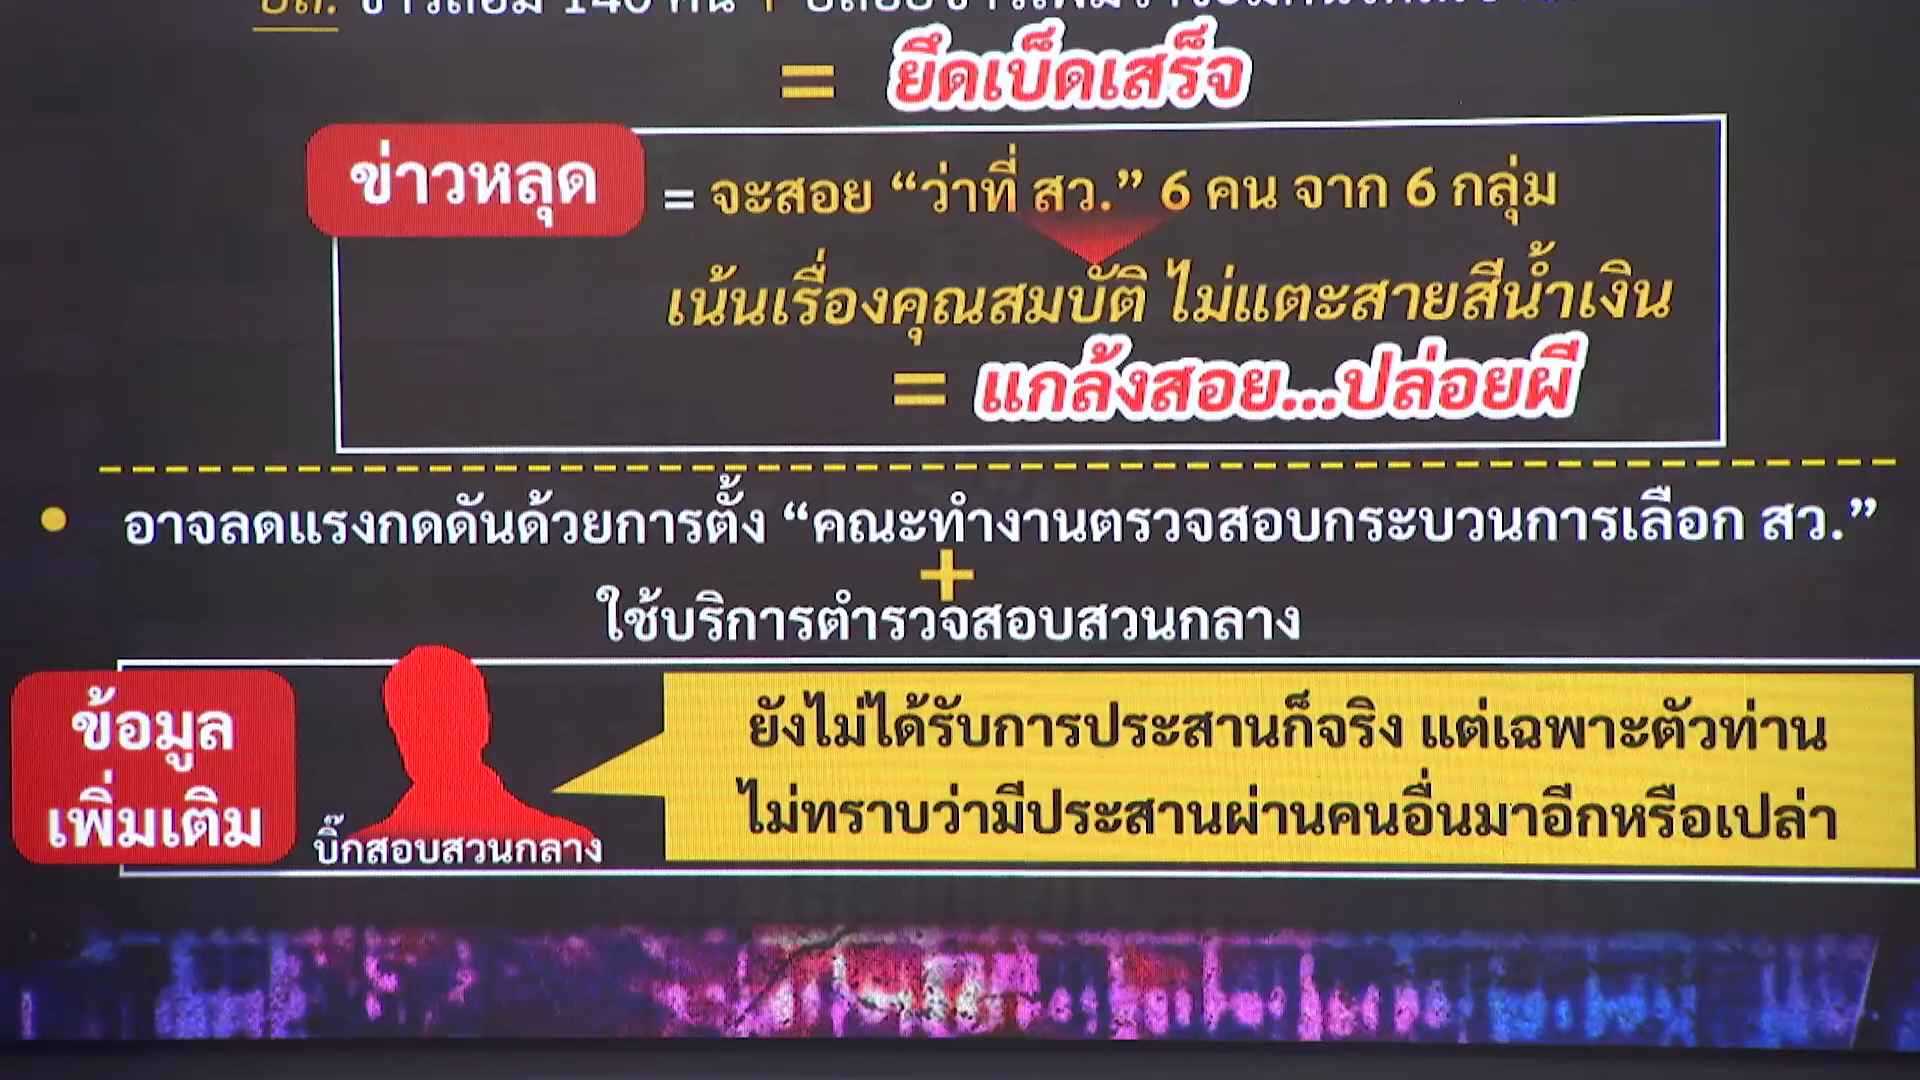 = ยึดเบ็ดเสร็จ
ข่าวหลุด
= จะสอย “ว่าที่ สว.” 6 คน จาก 6 กลุ่ม
เน้นเรื่องคุณสมบัติ ไม่แตะสายสีน้ำเงิน
= แกล้งสอย...ปล่อยผี
• อาจลดแรงกดดันด้วยการตั้ง “คณะทำงานตรวจสอบกระบวนการเลือก สว.”
+
ใช้บริการตำรวจสอบสวนกลาง
ข้อมูล
เพิ่มเติม
บิ๊กสอบสวนกลาง
ยังไม่ได้รับการประสานก็จริง แต่เฉพาะตัวท่าน
ไม่ทราบว่ามีประสานผ่านคนอื่นมาอีกหรือเปล่า